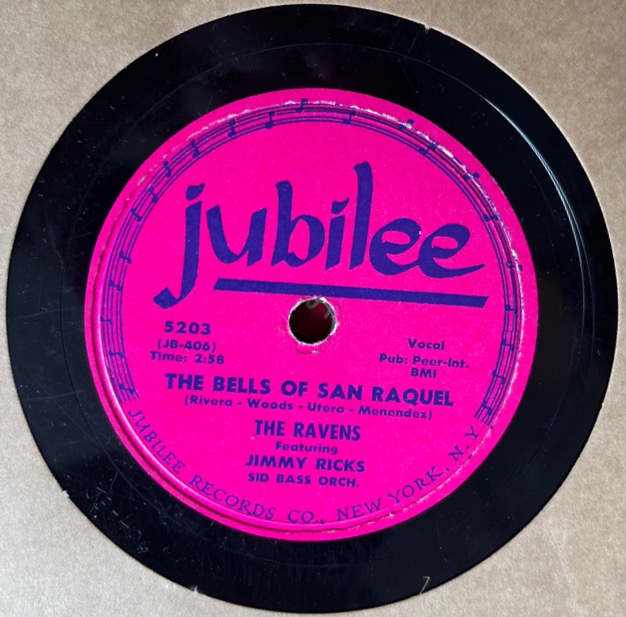 jubilee
5203
(JB-406)
Time: 2:58
Vocal
Pub: Peer-Int.
BMI
THE BELLS OF SAN RAQUEL
(Rivera - Woods - Utero - Menendez)
THE RAVENS
Featuring
JIMMY RICKS
SID BASS ORCH.
JUBILEE RECORDS CO., NEW YORK, N.Y.